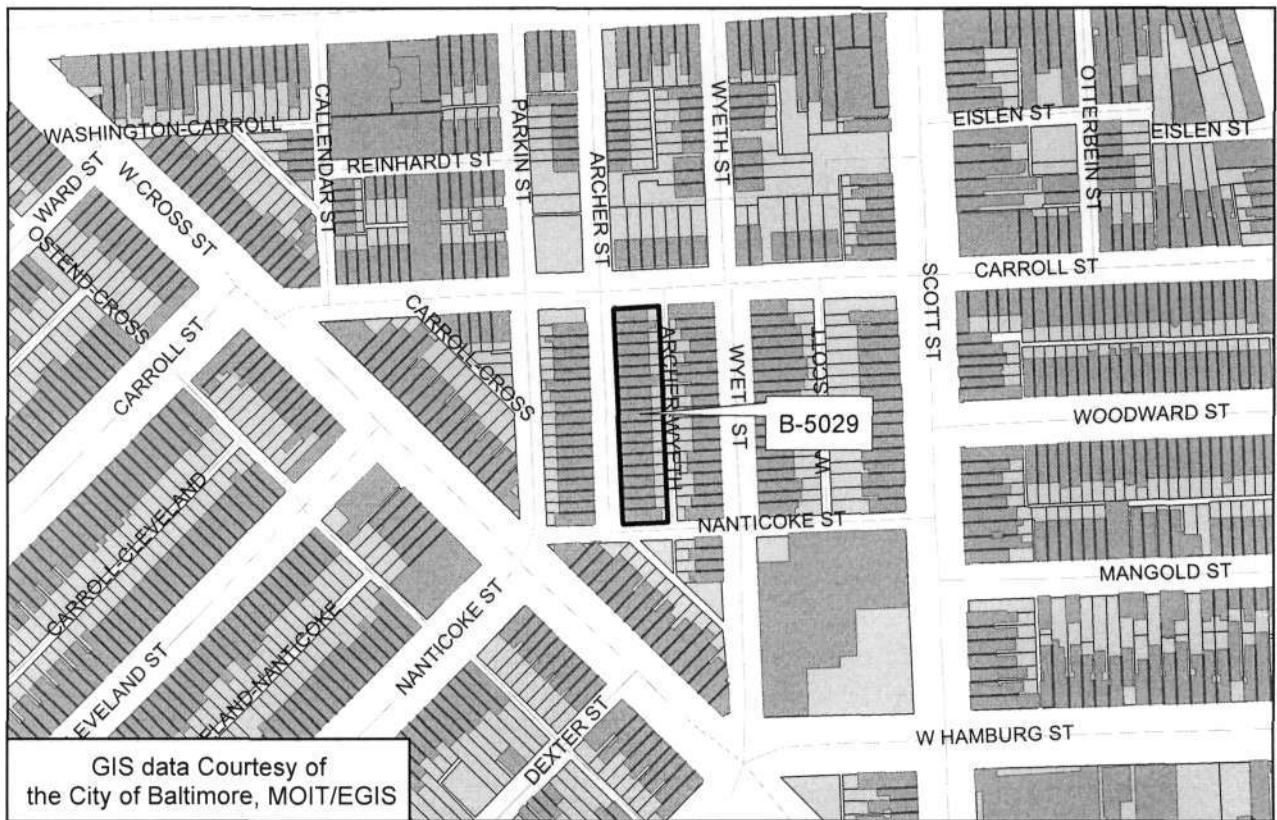 WASHINGTON-CARROLL
WARD ST
W CROSS ST
OSTEND-CROSS
CALLENDAR ST
REINHARDT ST
PARKIN ST
ARCHER ST
WYETH ST
EISLEN ST
OTTERBEN ST
EISLEN ST
CARROLL ST
SCOTT ST
CARROLL ST
CARROLL-CROSS
ARCHER-WYETH
WYETH ST
B-5029
WOODWARD ST
NANTICOKE ST
MANGOLD ST
CARROLL-CLEVELAND
EVELAND ST
ELAND-NANTICOKE
NANTICOKE ST
DEXTER ST
W HAMBURG ST
GIS data Courtesy of
the City of Baltimore, MOIT/EGIS